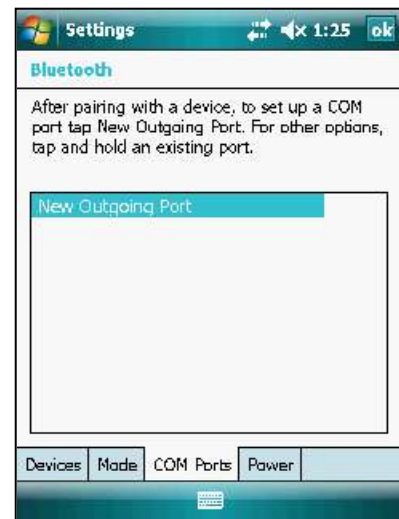 Settings 1:25 ok
Bluetooth
After pairing with a device, to set up a COM
port tap New Outgoing Port. For other options,
tap and hold an existing port.
New Outgoing Port
Devices Mode COM Ports Power